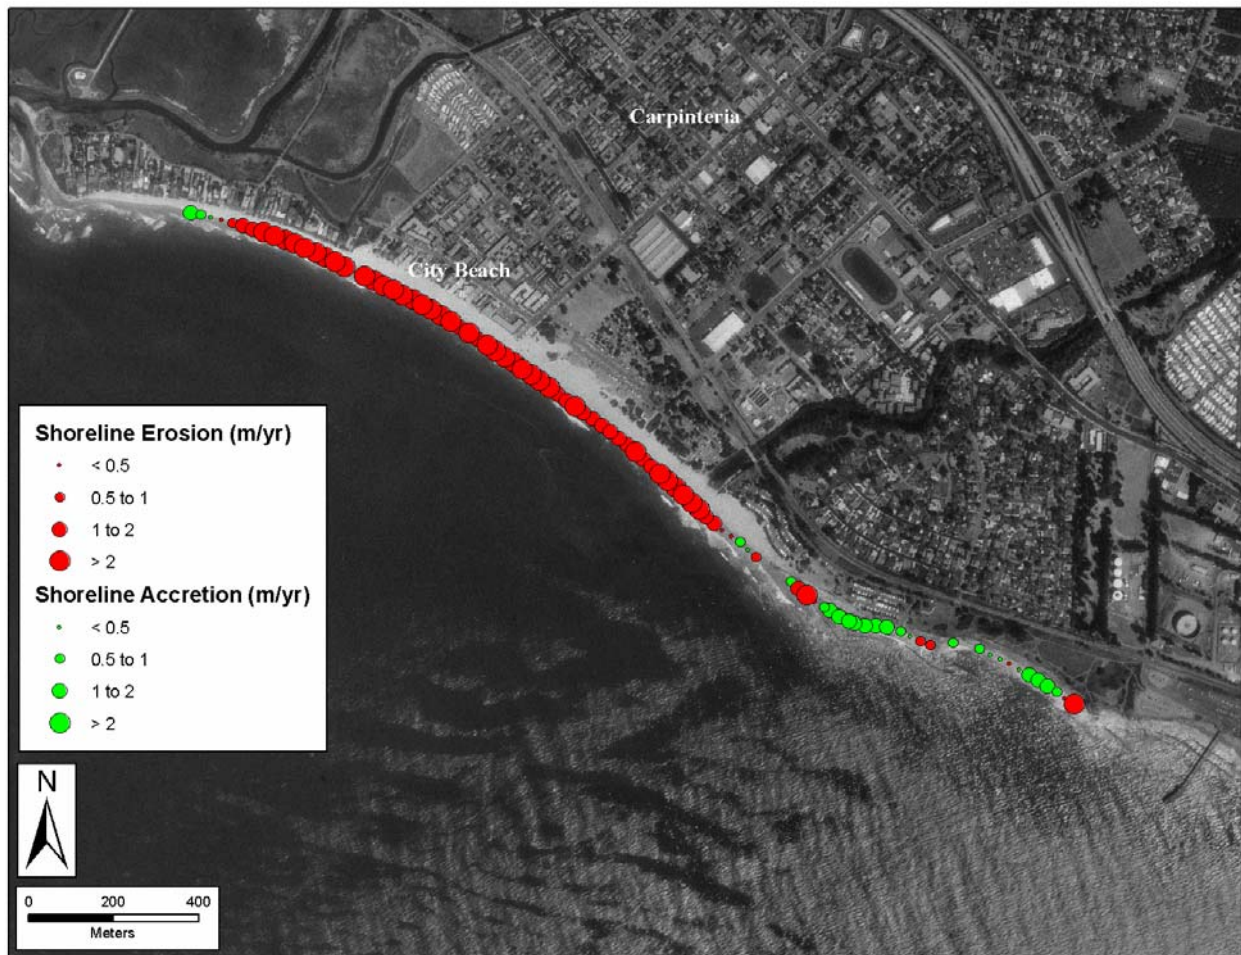 Carpinteria
City Beach
Shoreline Erosion (m/yr)
< 0.5
0.5 to 1
1 to 2
> 2
Shoreline Accretion (m/yr)
< 0.5
0.5 to 1
1 to 2
> 2
N
0 200 400
Meters